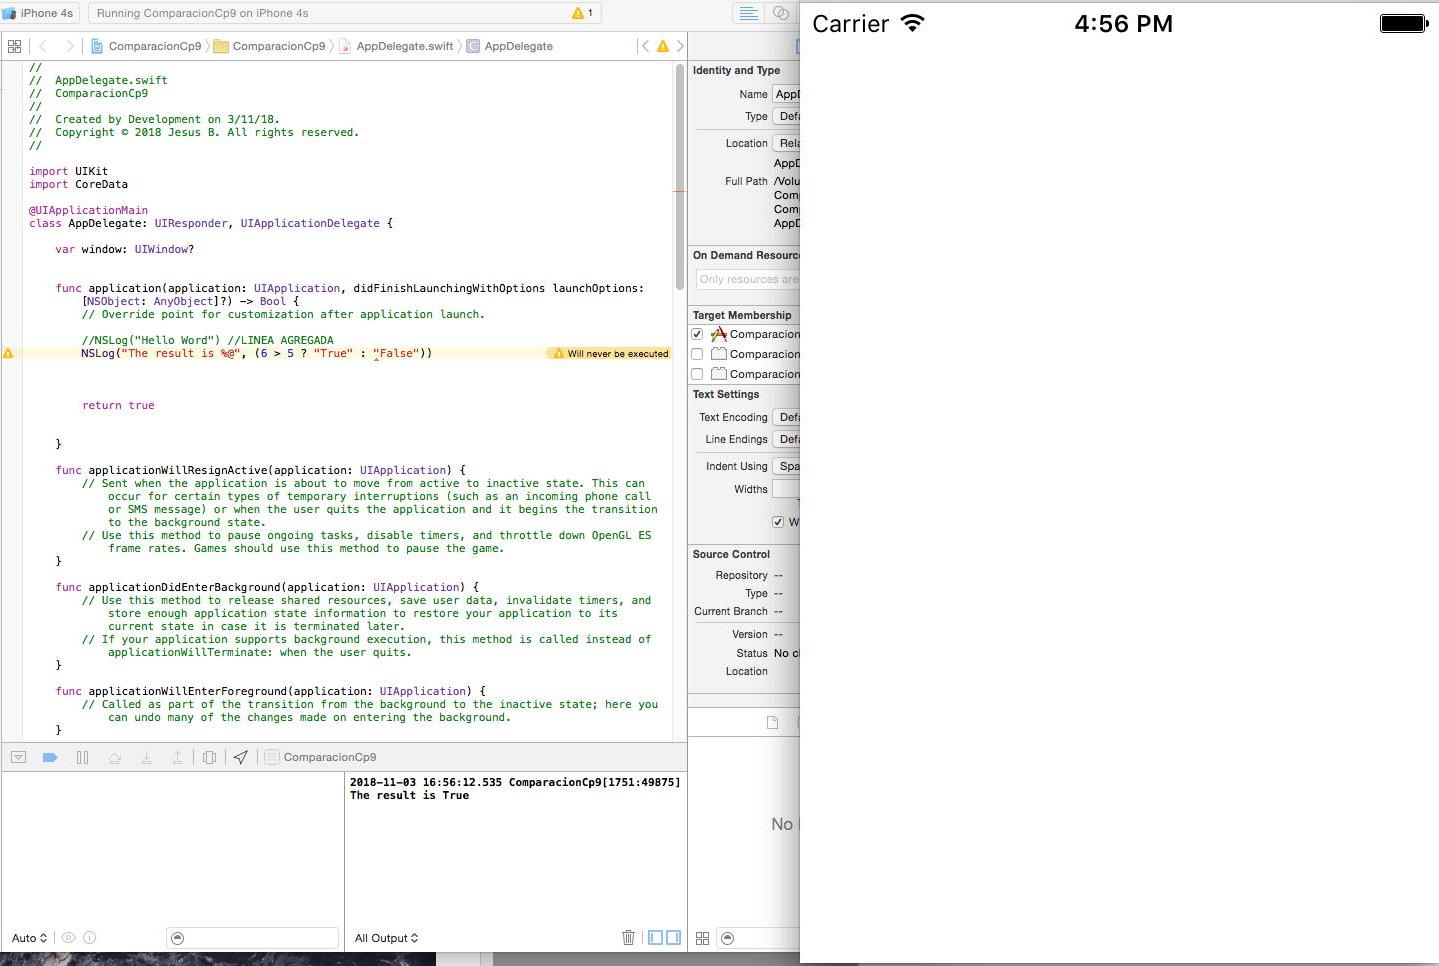 iPhone 4s
Running ComparacionCp9 on iPhone 4s
1
ComparacionCp9
ComparacionCp9
AppDelegate.swift
AppDelegate
//
//  AppDelegate.swift
//  ComparacionCp9
//
//  Created by Development on 3/11/18.
//  Copyright © 2018 Jesus B. All rights reserved.
//
import UIKit
import CoreData
@UIApplicationMain
class AppDelegate: UIResponder, UIApplicationDelegate {
var window: UIWindow?
func application(application: UIApplication, didFinishLaunchingWithOptions launchOptions:
[NSObject: AnyObject]?) -> Bool {
// Override point for customization after application launch.
//NSLog("Hello Word") //LINEA AGREGADA
NSLog("The result is %@", (6 > 5 ? "True" : "False"))
Will never be executed
return true
}
func applicationWillResignActive(application: UIApplication) {
// Sent when the application is about to move from active to inactive state. This can
occur for certain types of temporary interruptions (such as an incoming phone call
or SMS message) or when the user quits the application and it begins the transition
to the background state.
// Use this method to pause ongoing tasks, disable timers, and throttle down OpenGL ES
frame rates. Games should use this method to pause the game.
}
func applicationDidEnterBackground(application: UIApplication) {
// Use this method to release shared resources, save user data, invalidate timers, and
store enough application state information to restore your application to its
current state in case it is terminated later.
// If your application supports background execution, this method is called instead of
applicationWillTerminate: when the user quits.
}
func applicationWillEnterForeground(application: UIApplication) {
// Called as part of the transition from the background to the inactive state; here you
can undo many of the changes made on entering the background.
}
ComparacionCp9
2018-11-03 16:56:12.535 ComparacionCp9[1751:49875]
The result is True
Auto
All Output
Identity and Type
Name AppD
Type Defa
Location Rela
AppD
Full Path /Volu
Com
Com
AppD
On Demand Resourc
Only resources are
Target Membership
Comparacion
Comparacion
Comparacion
Text Settings
Text Encoding Defa
Line Endings Defa
Indent Using Spa
Widths
W
Source Control
Repository --
Type --
Current Branch --
Version --
Status No c
Location
No
Carrier
4:56 PM